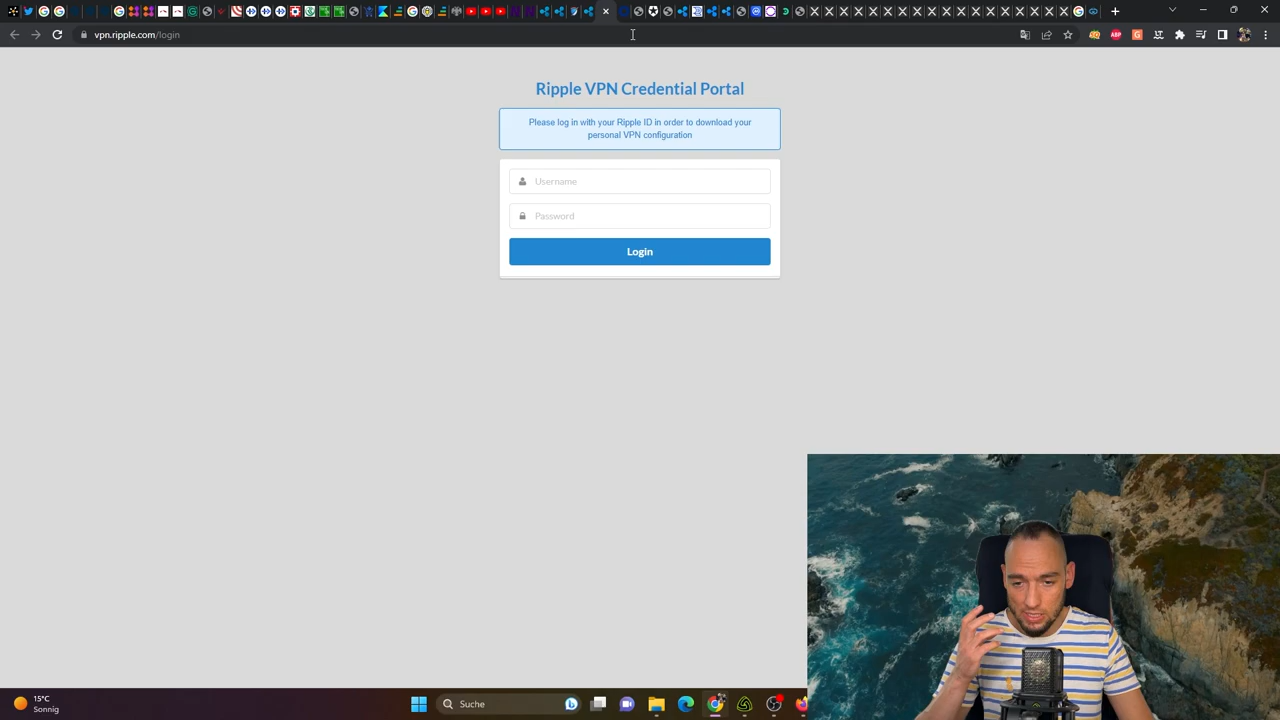 vpn.ripple.com/login
Ripple VPN Credential Portal
Please log in with your Ripple ID in order to download your
personal VPN configuration
Username
Password
Login
15°C
Sonnig
Suche